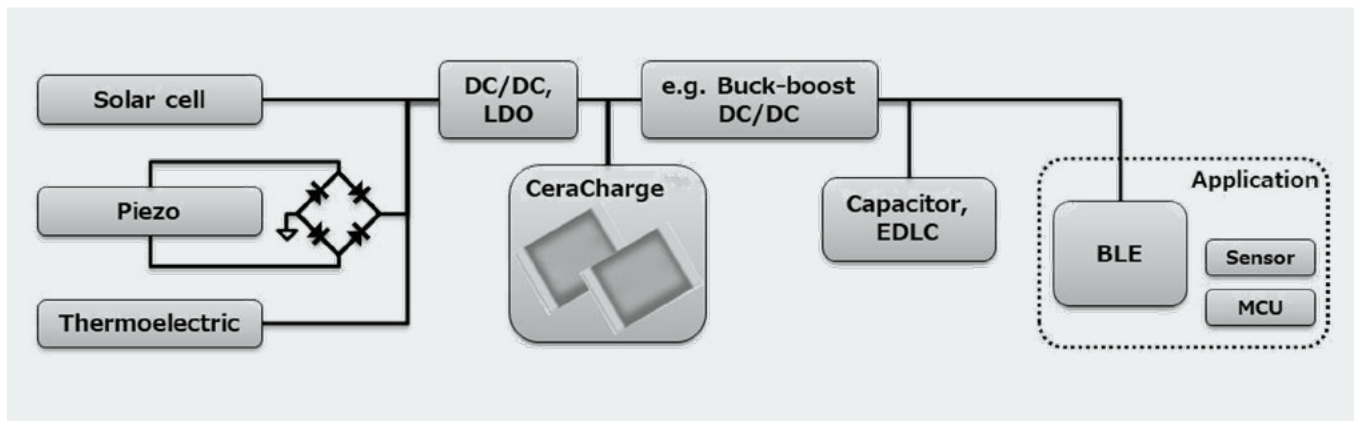 Solar cell
Piezo
Thermoelectric
DC/DC,
LDO
CeraCharge
e.g. Buck-boost
DC/DC
Capacitor,
EDLC
Application
BLE
Sensor
MCU